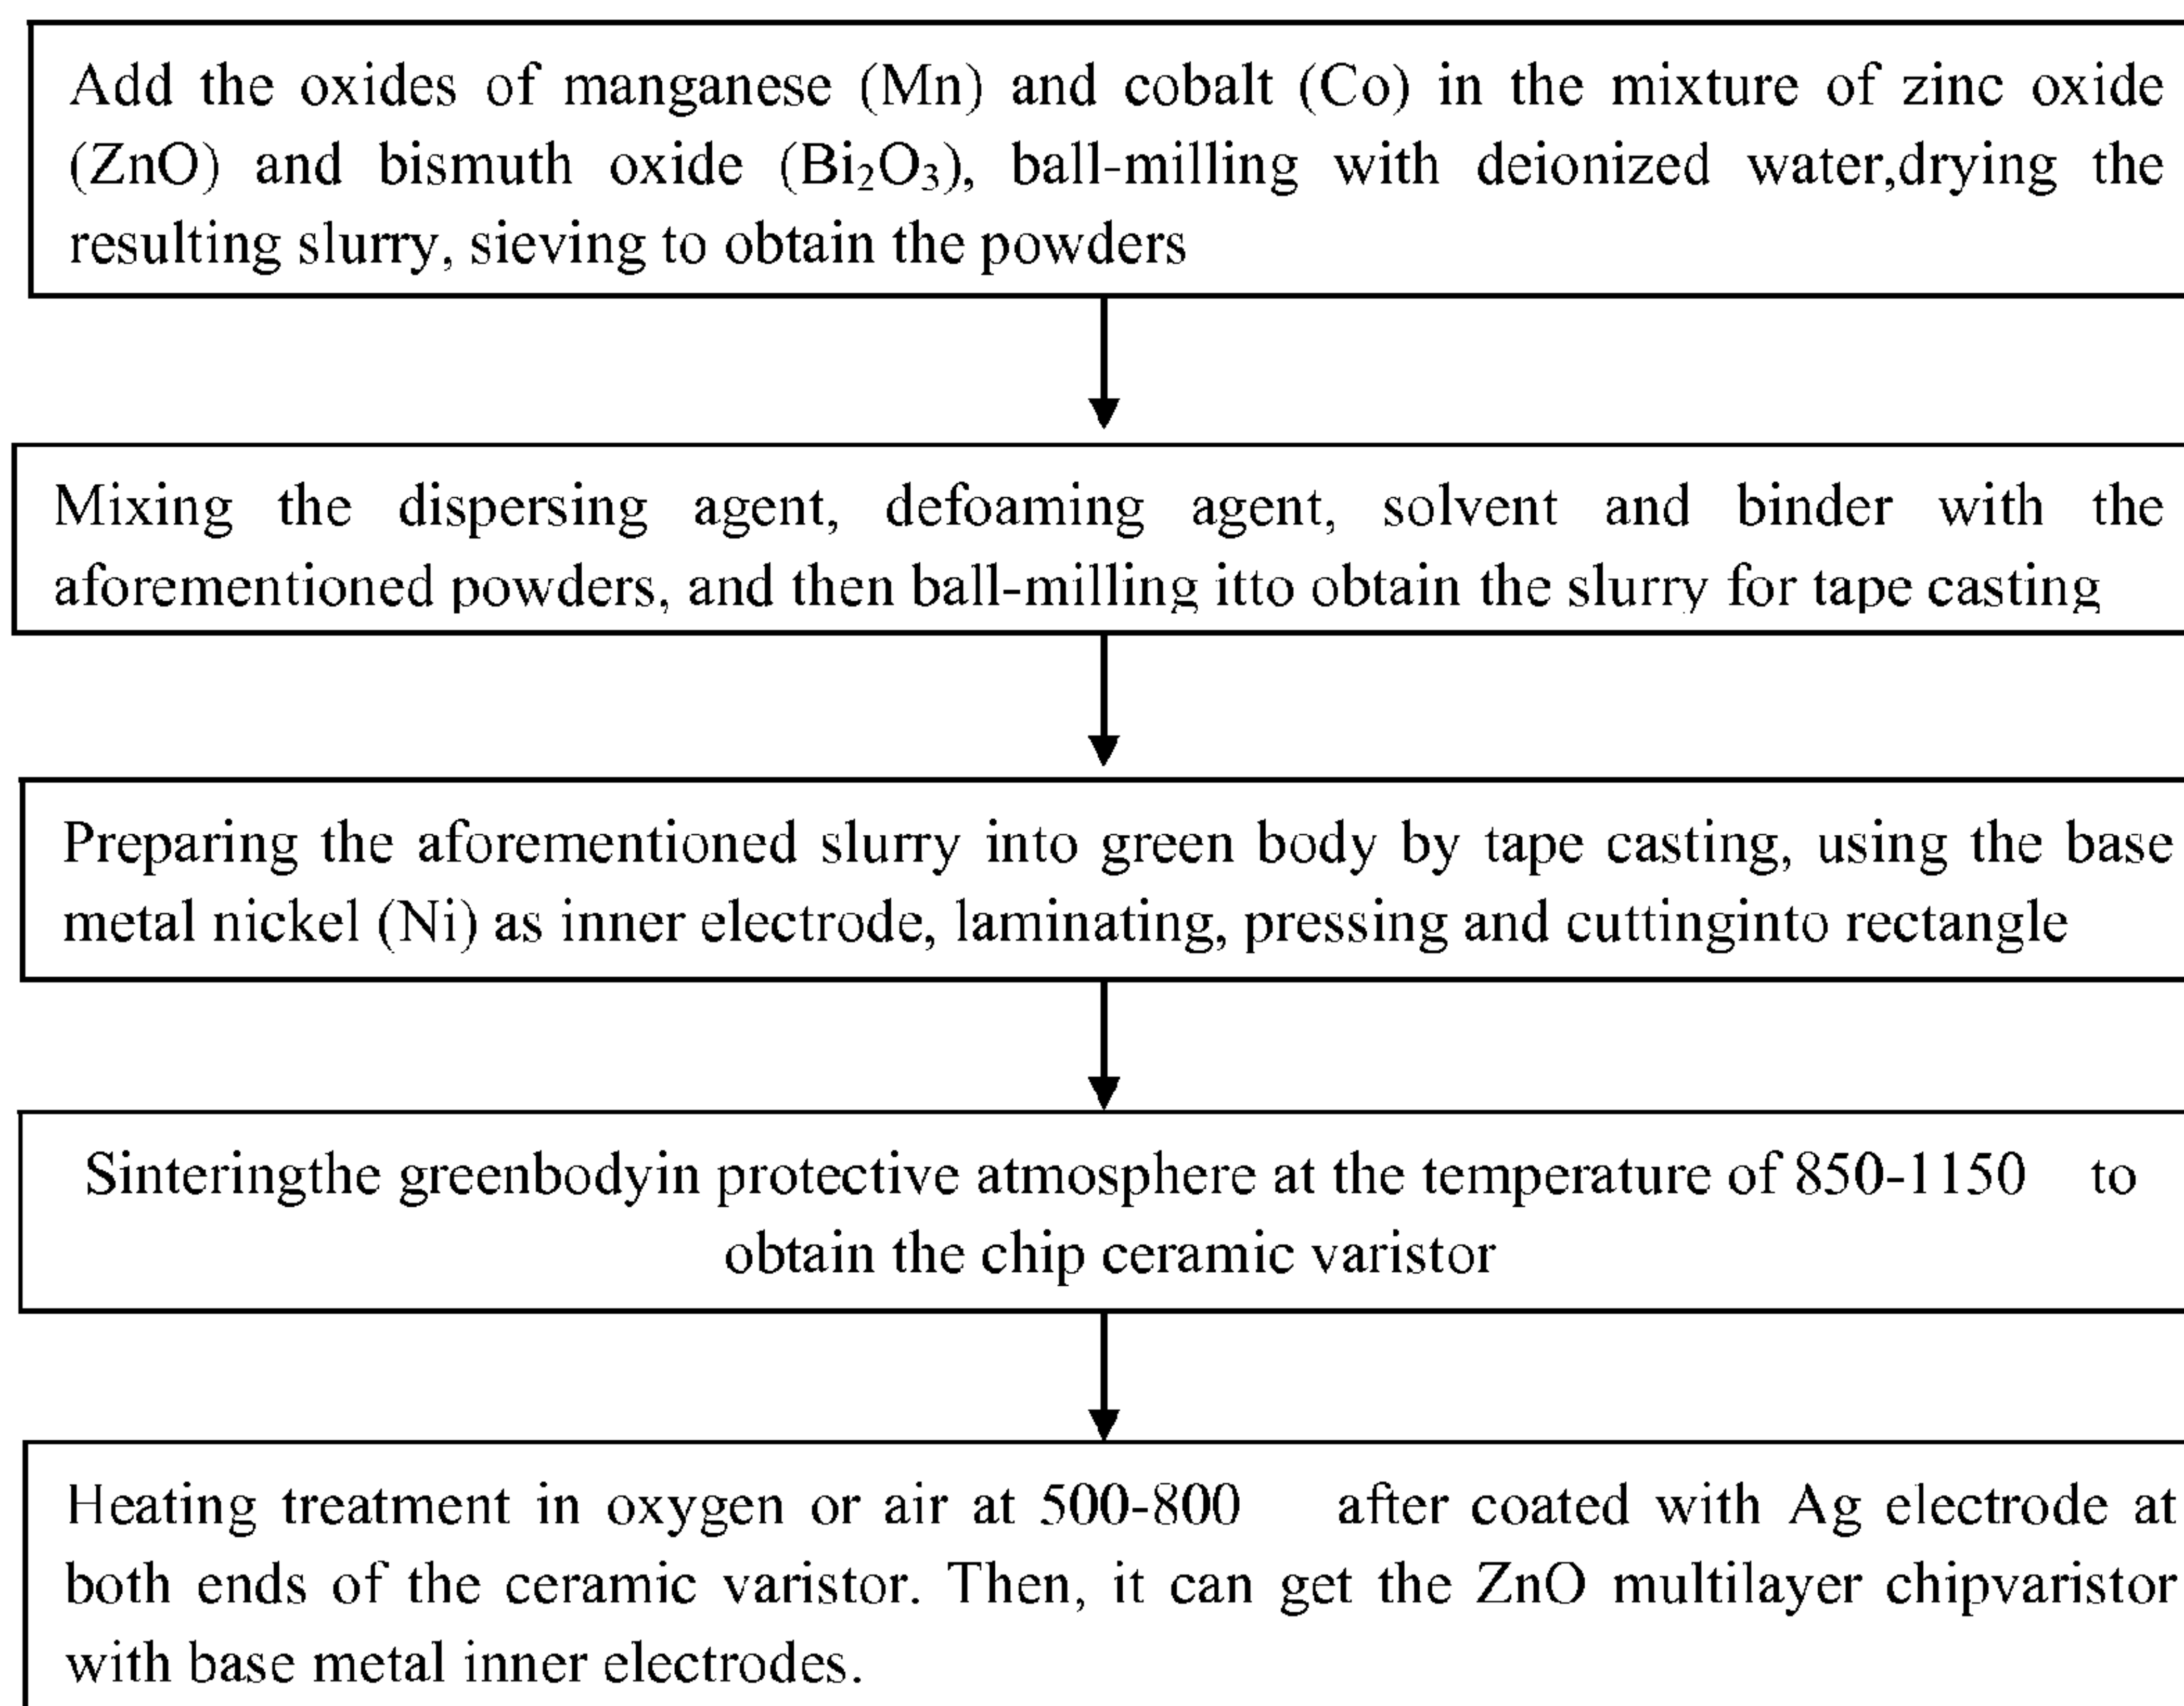 Add the oxides of manganese (Mn) and cobalt (Co) in the mixture of zinc oxide
(ZnO) and bismuth oxide (Bi₂O₃), ball-milling with deionized water,drying the
resulting slurry, sieving to obtain the powders
Mixing the dispersing agent, defoaming agent, solvent and binder with the
aforementioned powders, and then ball-milling itto obtain the slurry for tape casting
Preparing the aforementioned slurry into green body by tape casting, using the base
metal nickel (Ni) as inner electrode, laminating, pressing and cuttinginto rectangle
Sinteringthe greenbodyin protective atmosphere at the temperature of 850-1150 to
obtain the chip ceramic varistor
Heating treatment in oxygen or air at 500-800 after coated with Ag electrode at
both ends of the ceramic varistor. Then, it can get the ZnO multilayer chipvaristor
with base metal inner electrodes.